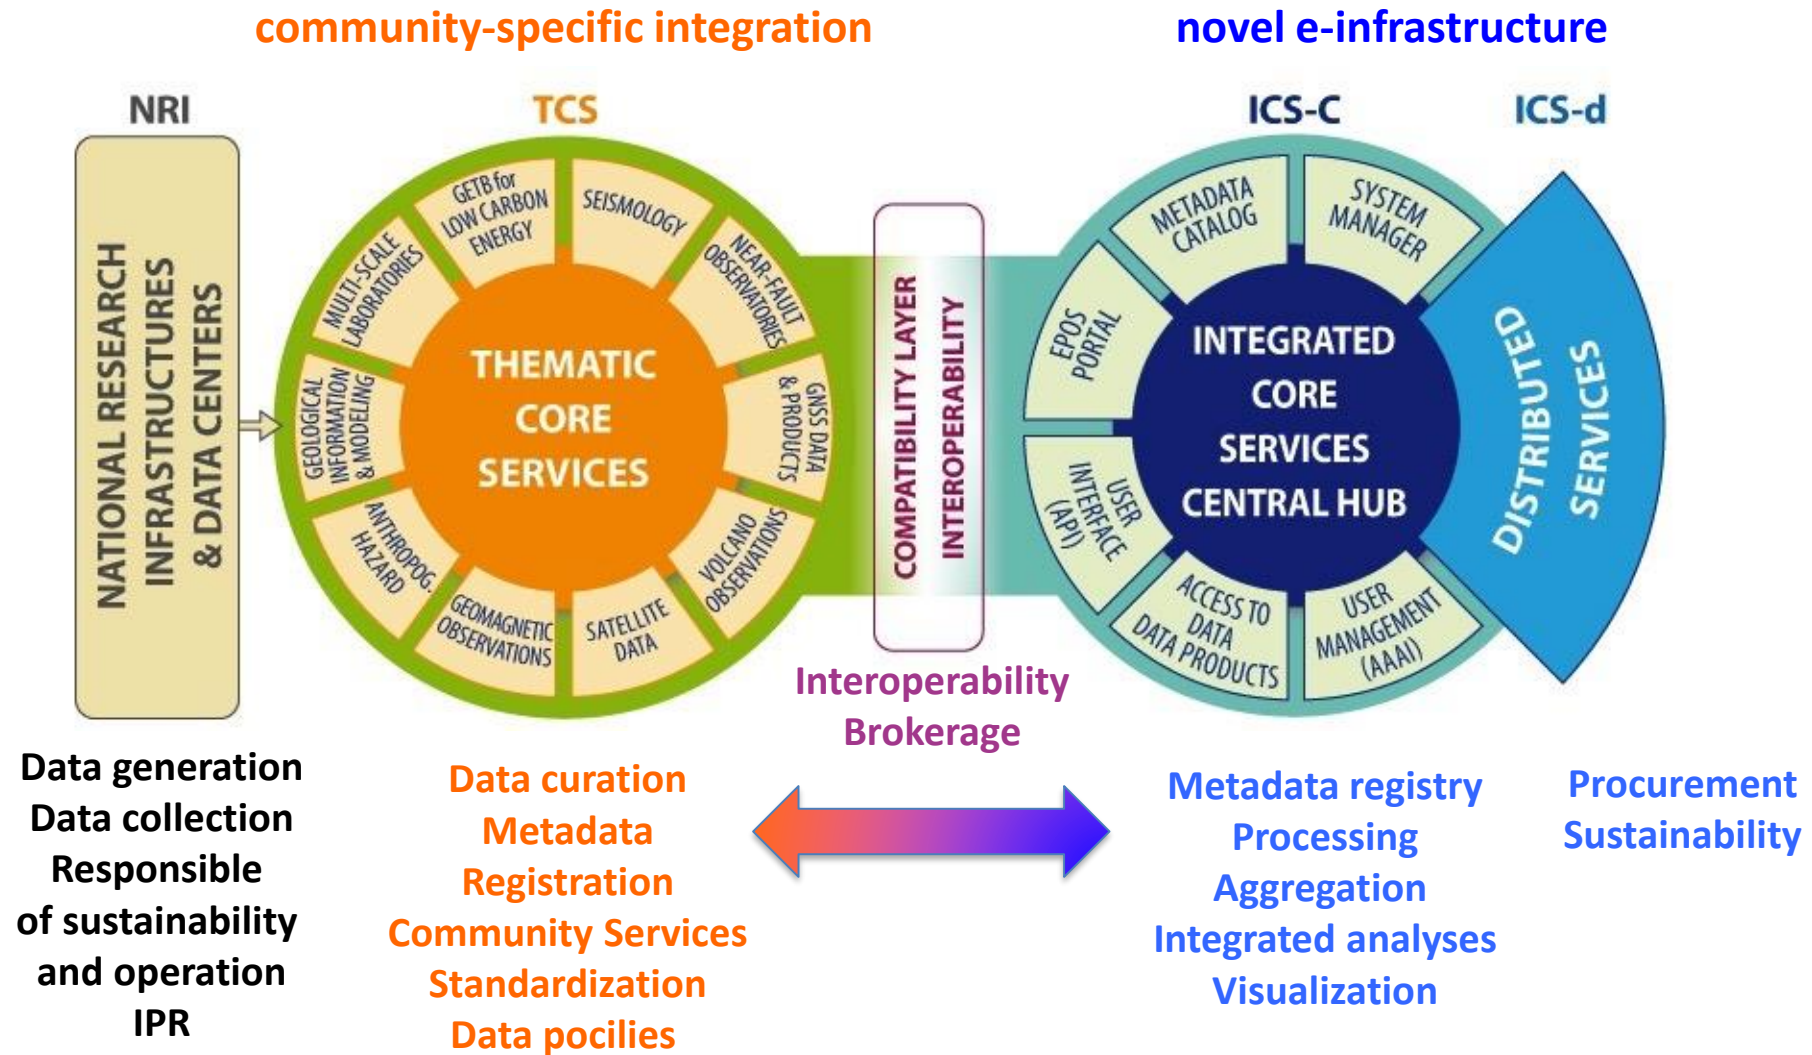 community-specific integration
novel e-infrastructure
NRI
TCS
ICS-C
ICS-d
NATIONAL RESEARCH
INFRASTRUCTURES
& DATA CENTERS
THEMATIC
CORE
SERVICES
GETB for
LOW CARBON
ENERGY
SEISMOLOGY
NEAR-FAULT
OBSERVATORIES
GNSS DATA
& PRODUCTS
VOLCANO
OBSERVATIONS
SATELLITE
DATA
GEOMAGNETIC
OBSERVATIONS
ANTHROPOG.
HAZARD
GEOLOGICAL
INFORMATION
& MODELING
MULTI-SCALE
LABORATORIES
COMPATIBILITY LAYER
INTEROPERABILITY
INTEGRATED
CORE
SERVICES
CENTRAL HUB
METADATA
CATALOG
SYSTEM
MANAGER
EPOS
PORTAL
USER
INTERFACE
(API)
ACCESS TO
DATA
DATA PRODUCTS
USER
MANAGEMENT
(AAAI)
DISTRIBUTED
SERVICES
Interoperability
Brokerage
Data generation
Data collection
Responsible
of sustainability
and operation
IPR
Data curation
Metadata
Registration
Community Services
Standardization
Data pocilies
Metadata registry
Processing
Aggregation
Integrated analyses
Visualization
Procurement
Sustainability